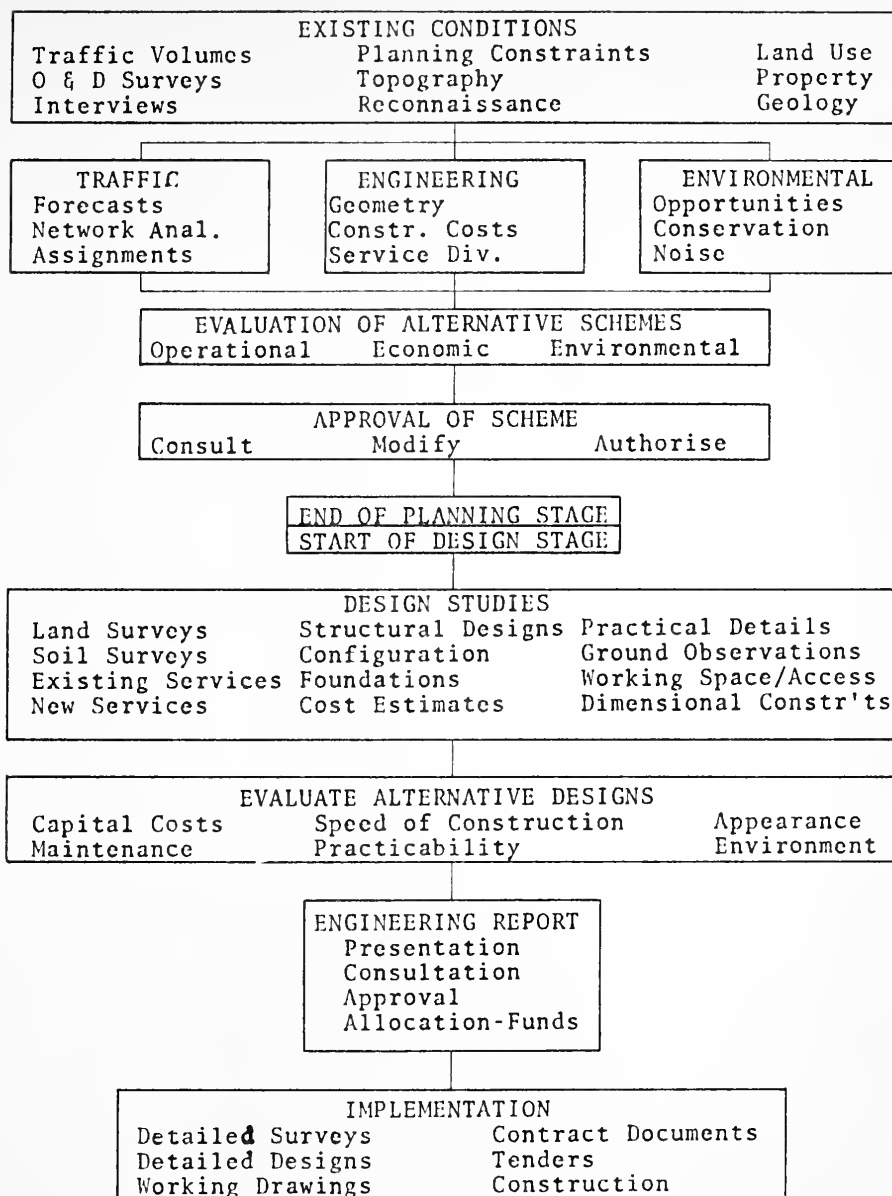 EXISTING CONDITIONS
Traffic Volumes Planning Constraints Land Use
O & D Surveys Topography Property
Interviews Reconnaissance Geology
TRAFFIC ENGINEERING ENVIRONMENTAL
Forecasts Geometry Opportunities
Network Anal. Constr. Costs Conservation
Assignments Service Div. Noise
EVALUATION OF ALTERNATIVE SCHEMES
Operational Economic Environmental
APPROVAL OF SCHEME
Consult Modify Authorise
END OF PLANNING STAGE
START OF DESIGN STAGE
DESIGN STUDIES
Land Surveys Structural Designs Practical Details
Soil Surveys Configuration Ground Observations
Existing Services Foundations Working Space/Access
New Services Cost Estimates Dimensional Constr'ts
EVALUATE ALTERNATIVE DESIGNS
Capital Costs Speed of Construction Appearance
Maintenance Practicability Environment
ENGINEERING REPORT
Presentation
Consultation
Approval
Allocation-Funds
IMPLEMENTATION
Detailed Surveys Contract Documents
Detailed Designs Tenders
Working Drawings Construction